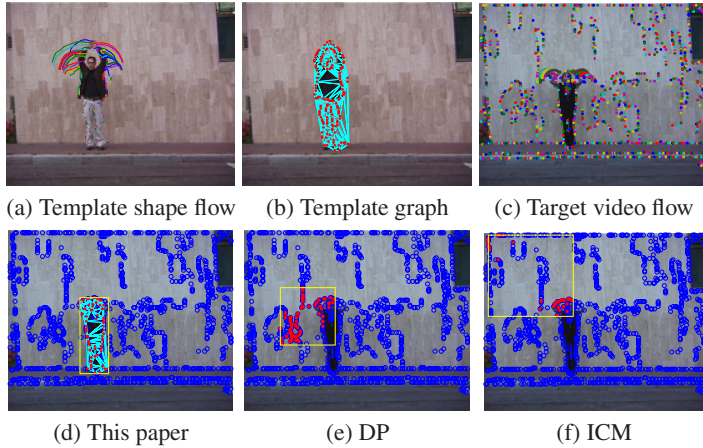 (a) Template shape flow
(b) Template graph
(c) Target video flow
(d) This paper
(e) DP
(f) ICM